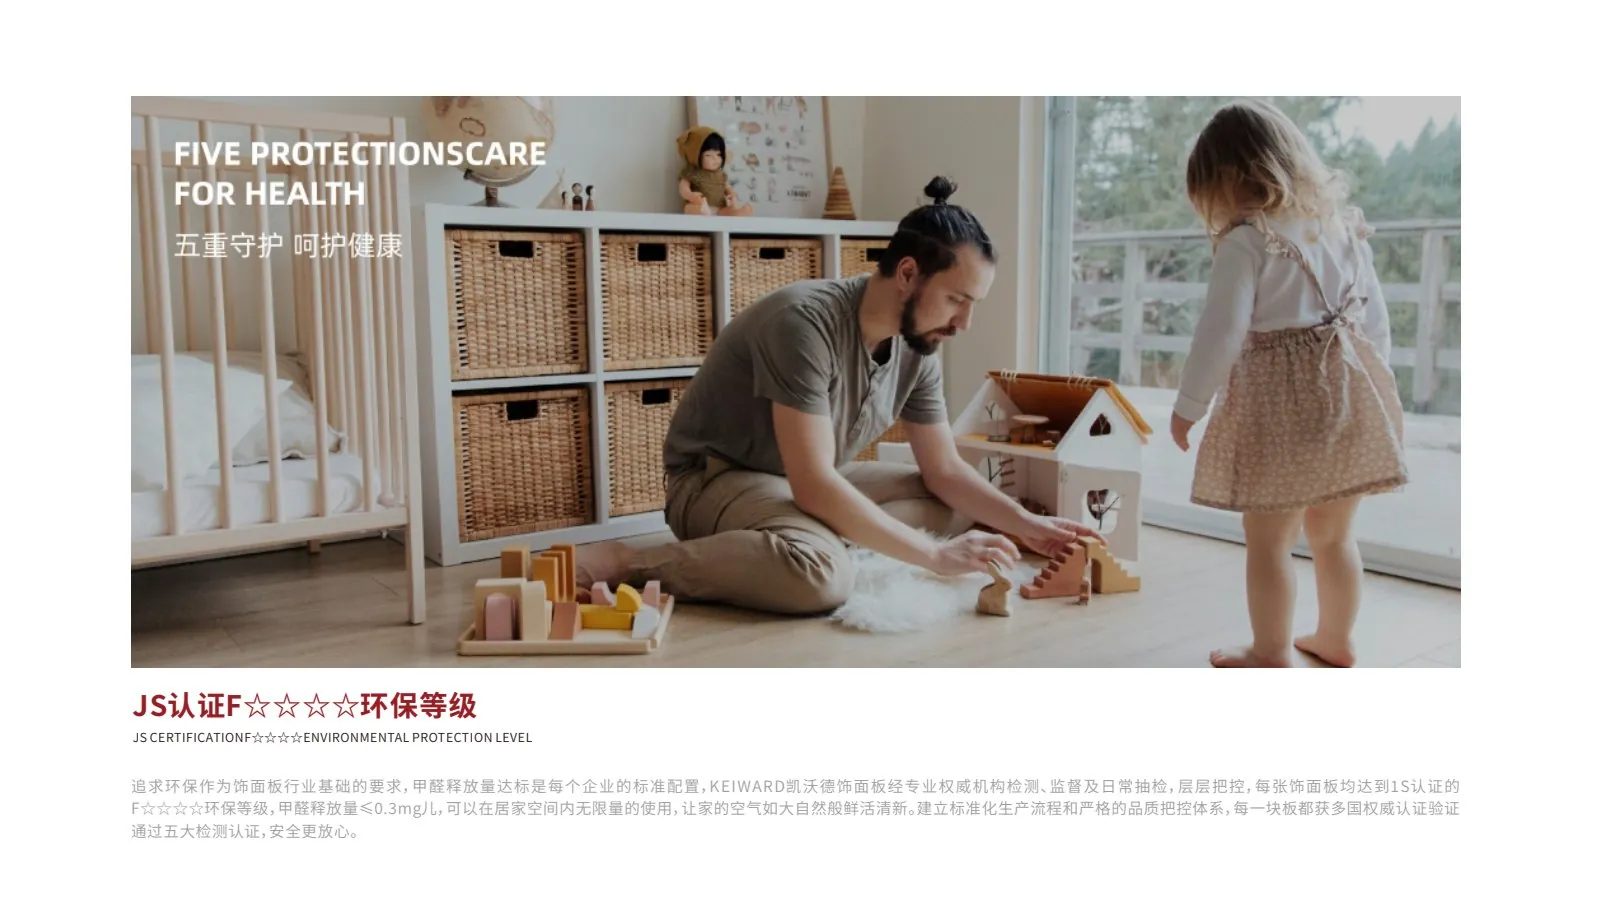 FIVE PROTECTIONSCARE
FOR HEALTH
五重守护 呵护健康
JS认证F☆☆☆☆环保等级
JS CERTIFICATIONF☆☆☆☆ENVIRONMENTAL PROTECTION LEVEL
追求环保作为饰面板行业基础的要求,甲醛释放量达标是每个企业的标准配置,KEIWARD凯沃德饰面板经专业权威机构检测、监督及日常抽检,层层把控,每张饰面板均达到1S认证的
F☆☆☆☆环保等级,甲醛释放量≤0.3mg儿,可以在居家空间内无限量的使用,让家的空气如大自然般鲜活清新。建立标准化生产流程和严格的品质把控体系,每一块板都获多国权威认证验证
通过五大检测认证,安全更放心。